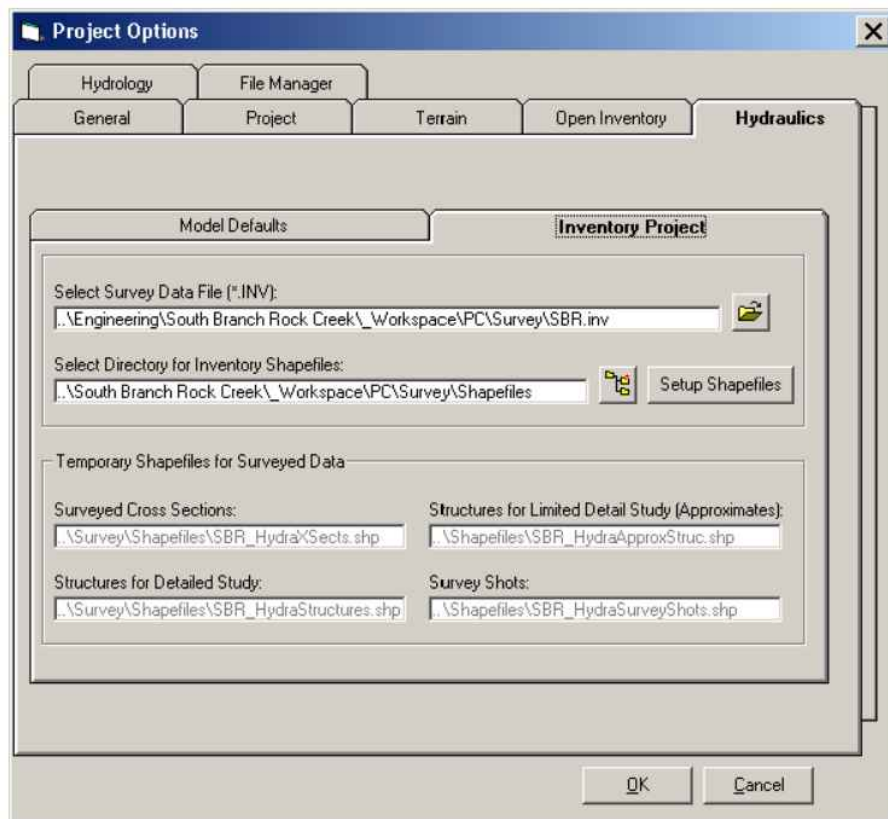 Project Options
Hydrology File Manager
General Project Terrain Open Inventory Hydraulics
Model Defaults Inventory Project
Select Survey Data File (*.INV):
..\Engineering\South Branch Rock Creek\_Workspace\PC\Survey\SBR.inv
Select Directory for Inventory Shapefiles:
..\South Branch Rock Creek\_Workspace\PC\Survey\Shapefiles
Setup Shapefiles
Temporary Shapefiles for Surveyed Data
Surveyed Cross Sections: Structures for Limited Detail Study (Approximates):
..\Survey\Shapefiles\SBR_HydraXSects.shp ..\Shapefiles\SBR_HydraApproxStruc.shp
Structures for Detailed Study: Survey Shots:
..\Survey\Shapefiles\SBR_HydraStructures.shp ..\Shapefiles\SBR_HydraSurveyShots.shp
OK Cancel